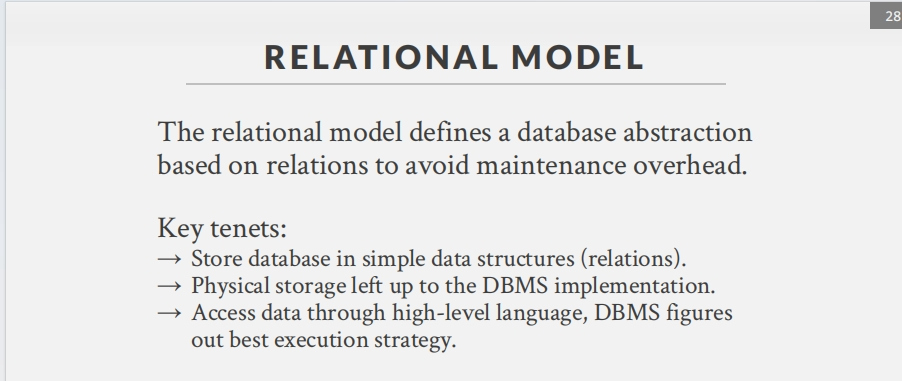 28
RELATIONAL MODEL
The relational model defines a database abstraction
based on relations to avoid maintenance overhead.
Key tenets:
→ Store database in simple data structures (relations).
→ Physical storage left up to the DBMS implementation.
→ Access data through high-level language, DBMS figures
out best execution strategy.